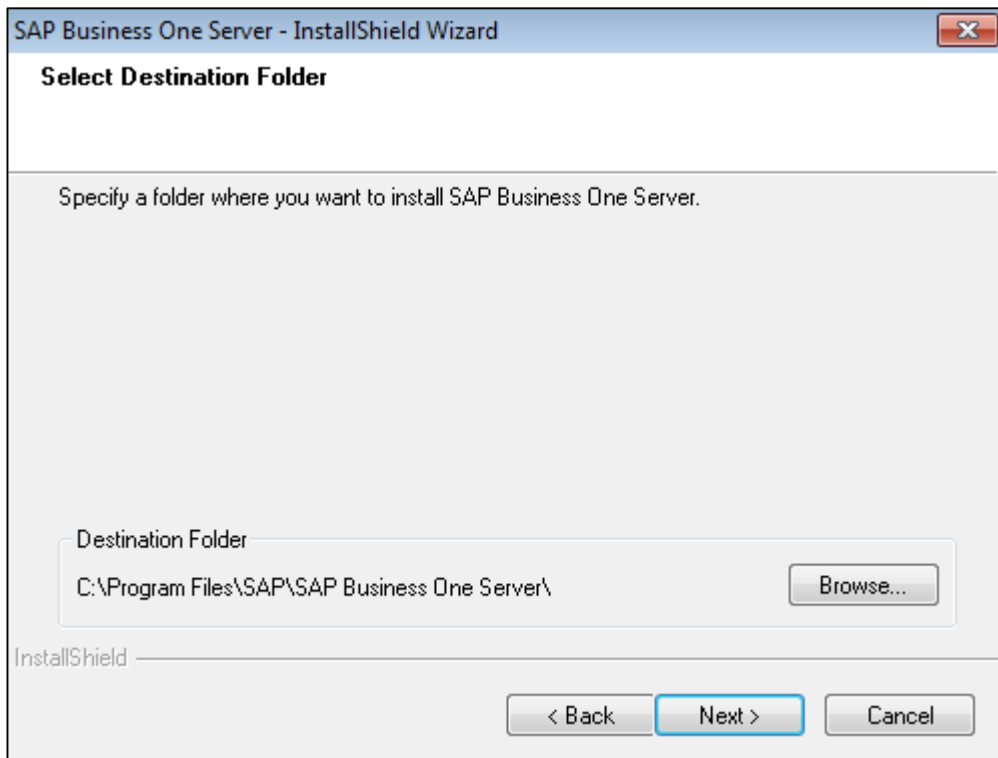 SAP Business One Server - InstallShield Wizard
Select Destination Folder
Specify a folder where you want to install SAP Business One Server.
Destination Folder
C:\Program Files\SAP\SAP Business One Server\
Browse...
InstallShield
< Back
Next >
Cancel